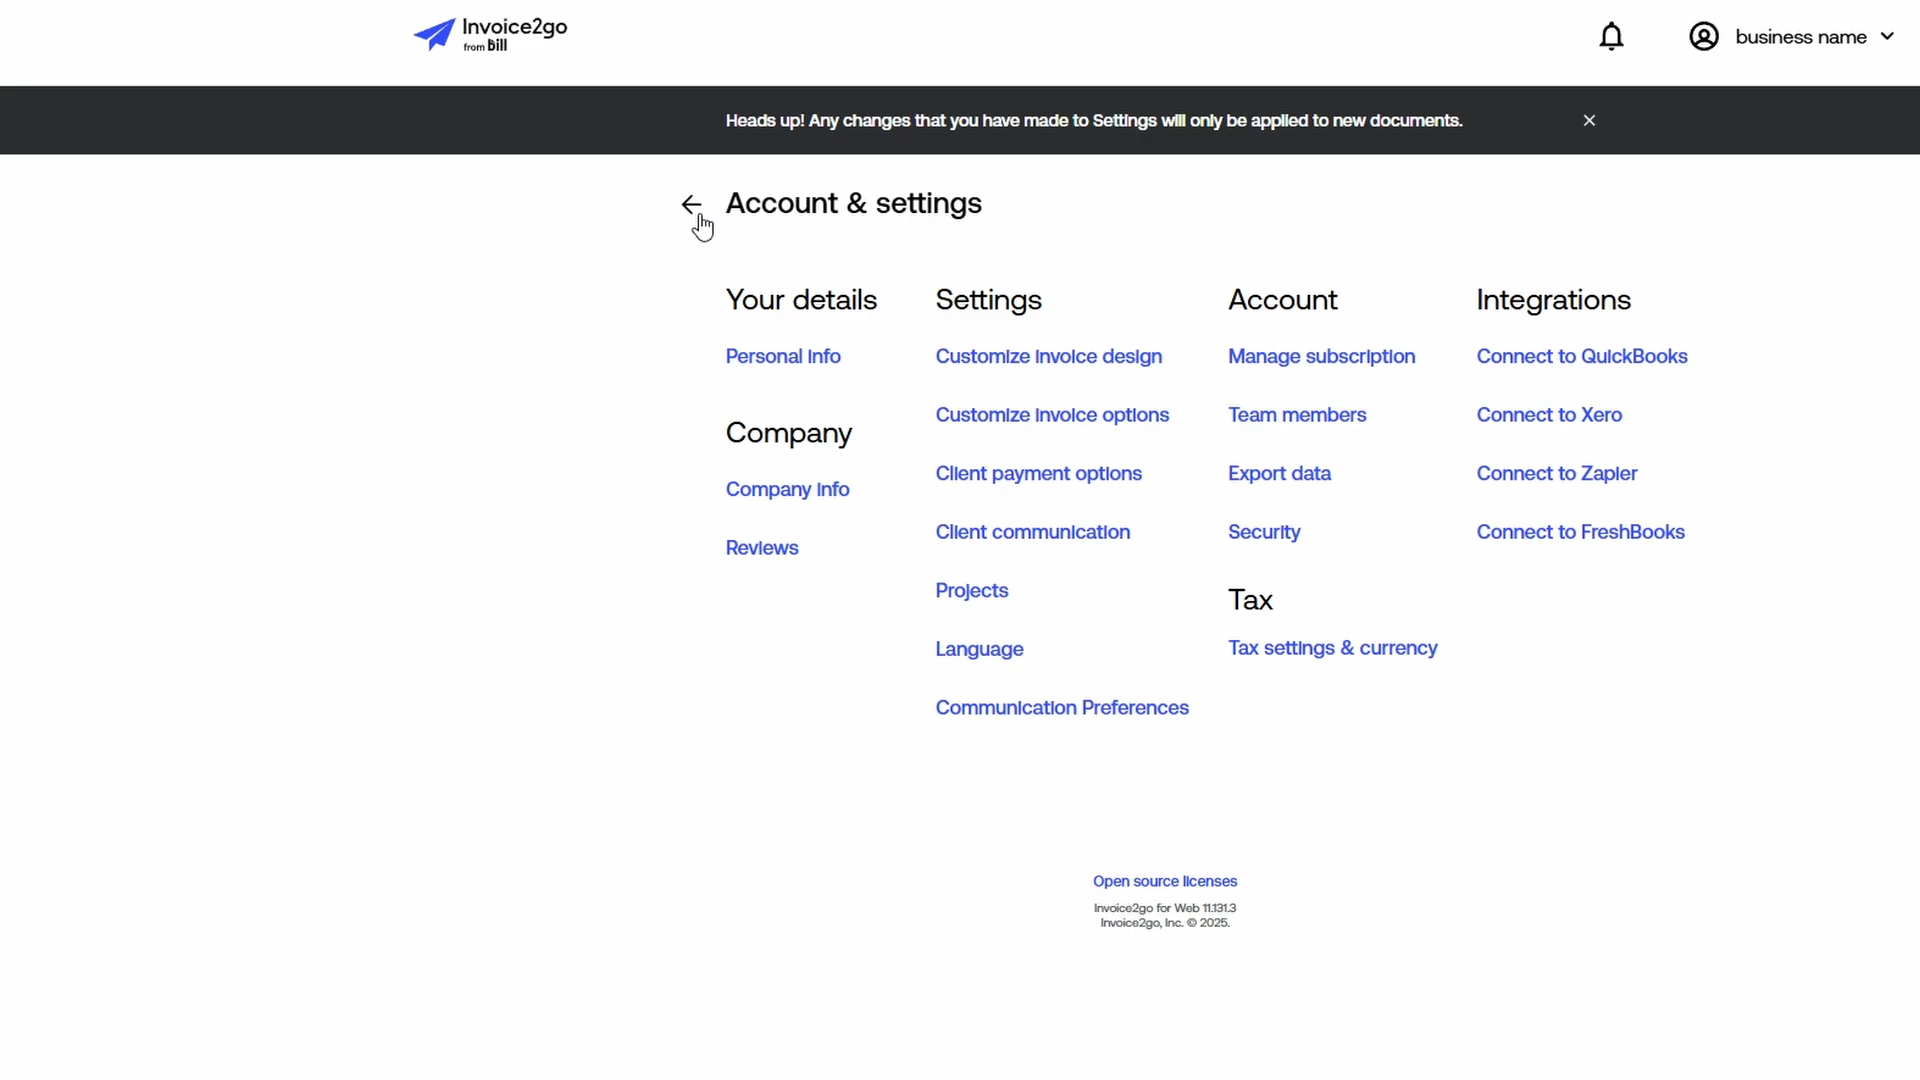 Invoice2go
from Bill
business name
Heads up! Any changes that you have made to Settings will only be applied to new documents.
Account & settings
Your details
Personal info
Company
Company info
Reviews
Settings
Customize invoice design
Customize invoice options
Client payment options
Client communication
Projects
Language
Communication Preferences
Account
Manage subscription
Team members
Export data
Security
Tax
Tax settings & currency
Integrations
Connect to QuickBooks
Connect to Xero
Connect to Zapier
Connect to FreshBooks
Open source licenses
Invoice2go for Web 11.131.3
Invoice2go, Inc. © 2025.